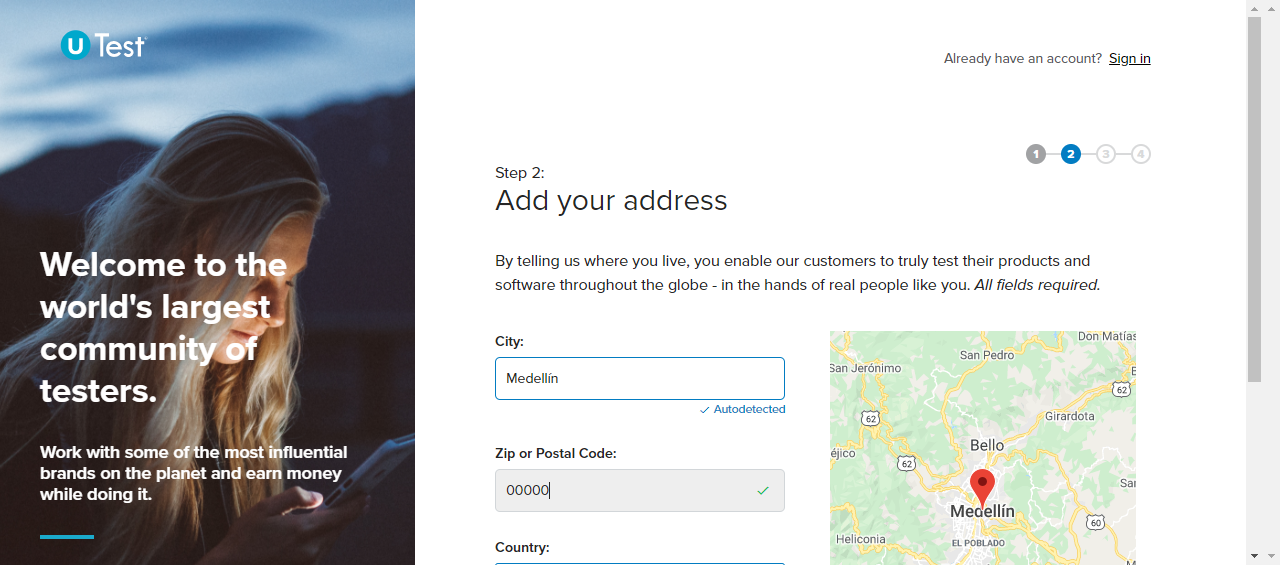 U Test
Already have an account? Sign in
1 2 3 4
Step 2:
Add your address
Welcome to the
world's largest
community of
testers.
Work with some of the most influential
brands on the planet and earn money
while doing it.
By telling us where you live, you enable our customers to truly test their products and
software throughout the globe - in the hands of real people like you. All fields required.
City:
Medellín
Autodetected
Zip or Postal Code:
00000
Country:
Don Matías
San Pedro
San Jerónimo
62
62
Girardota
Bello
éjico
62
Medellín
60
EL POBLADO
Heliconia